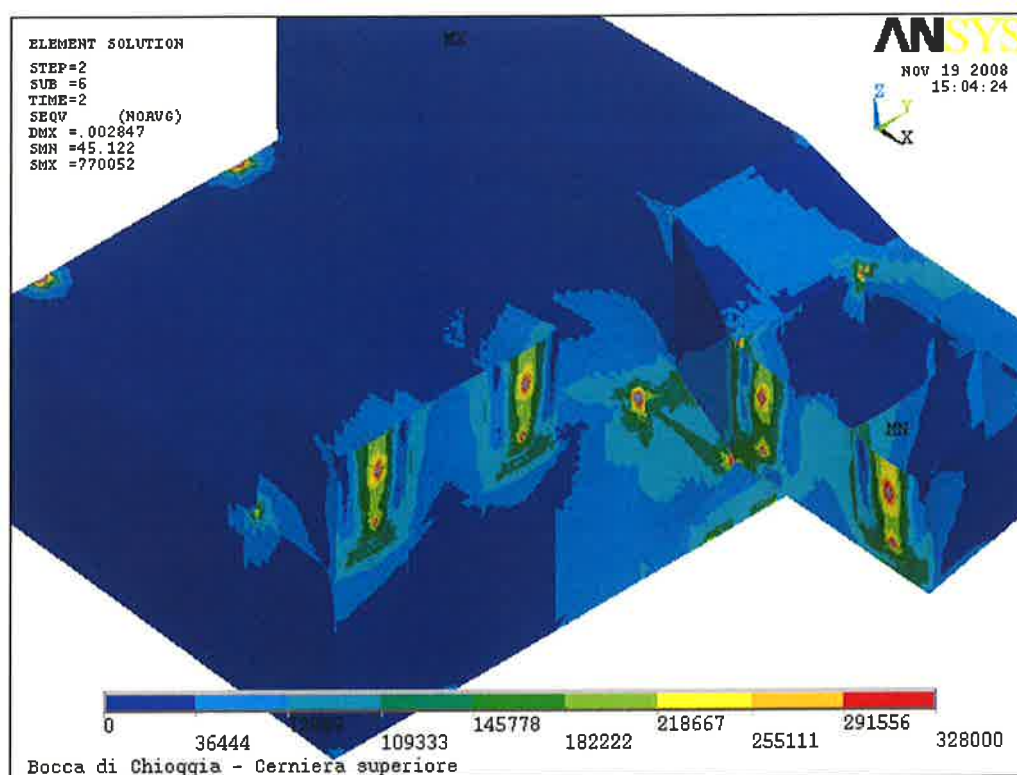 ANSYS
ELEMENT SOLUTION
STEP=2
SUB =6
TIME=2
SEQV (NOAVG)
DMX =.002847
SMN =45.122
SMX =770052
NOV 19 2008
15:04:24
Z
Y
X
MX
MN
0 145778 218667 291556
36444 109333 182222 255111 328000
Bocca di Chioggia - Cerniera superiore